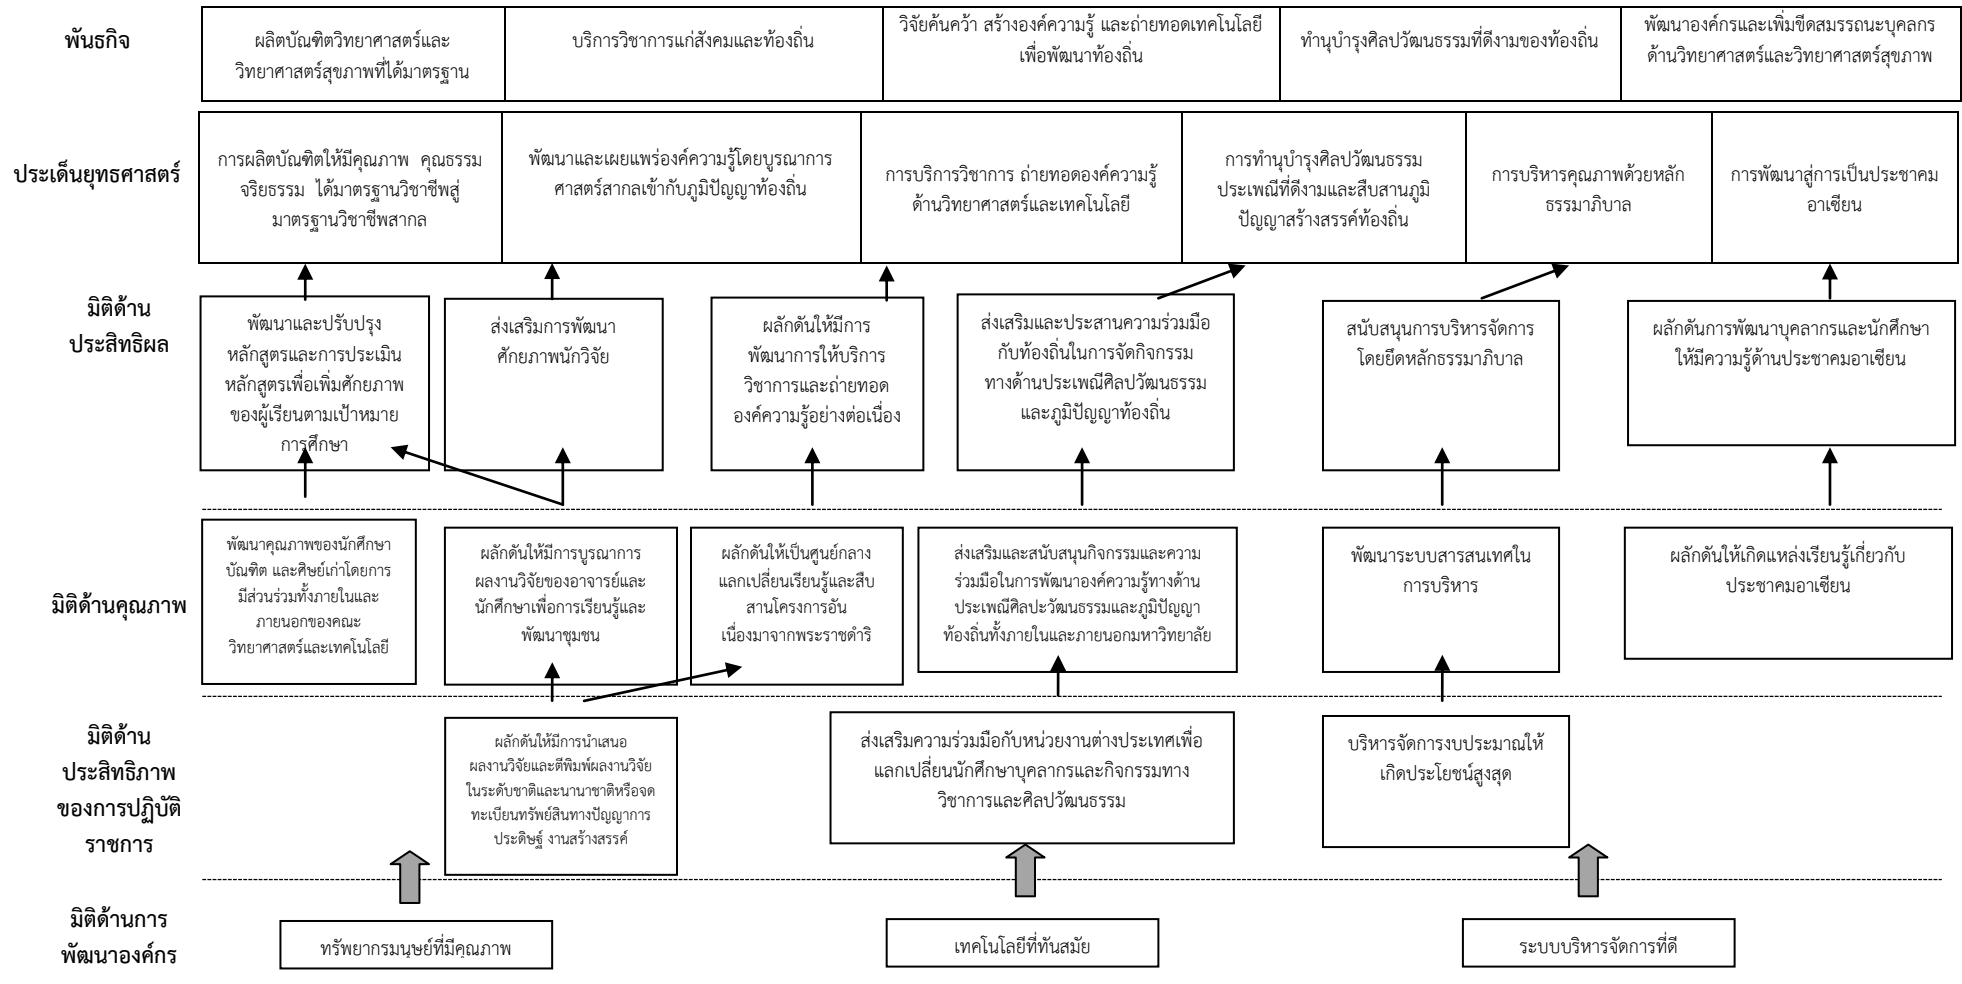 พันธกิจ
ผลิตบัณฑิตวิทยาศาสตร์และ
วิทยาศาสตร์สุขภาพที่ได้มาตรฐาน
บริการวิชาการแก่สังคมและท้องถิ่น
วิจัยค้นคว้า สร้างองค์ความรู้ และถ่ายทอดเทคโนโลยี
เพื่อพัฒนาท้องถิ่น
ทำนุบำรุงศิลปวัฒนธรรมที่ดีงามของท้องถิ่น
พัฒนาองค์กรและเพิ่มขีดสมรรถนะบุคลกร
ด้านวิทยาศาสตร์และวิทยาศาสตร์สุขภาพ
ประเด็นยุทธศาสตร์
การผลิตบัณฑิตให้มีคุณภาพ คุณธรรม
จริยธรรม ได้มาตรฐานวิชาชีพสู่
มาตรฐานวิชาชีพสากล
พัฒนาและเผยแพร่องค์ความรู้โดยบูรณาการ
ศาสตร์สากลเข้ากับภูมิปัญญาท้องถิ่น
การบริการวิชาการ ถ่ายทอดองค์ความรู้
ด้านวิทยาศาสตร์และเทคโนโลยี
การทำนุบำรุงศิลปวัฒนธรรม
ประเพณีที่ดีงามและสืบสานภูมิ
ปัญญาสร้างสรรค์ท้องถิ่น
การบริหารคุณภาพด้วยหลัก
ธรรมาภิบาล
การพัฒนาสู่การเป็นประชาคม
อาเซียน
มิติด้าน
ประสิทธิผล
พัฒนาและปรับปรุง
หลักสูตรและการประเมิน
หลักสูตรเพื่อเพิ่มศักยภาพ
ของผู้เรียนตามเป้าหมาย
การศึกษา
ส่งเสริมการพัฒนา
ศักยภาพนักวิจัย
ผลักดันให้มีการ
พัฒนาการให้บริการ
วิชาการและถ่ายทอด
องค์ความรู้อย่างต่อเนื่อง
ส่งเสริมและประสานความร่วมมือ
กับท้องถิ่นในการจัดกิจกรรม
ทางด้านประเพณีศิลปวัฒนธรรม
และภูมิปัญญาท้องถิ่น
สนับสนุนการบริหารจัดการ
โดยยึดหลักธรรมาภิบาล
ผลักดันการพัฒนาบุคลากรและนักศึกษา
ให้มีความรู้ด้านประชาคมอาเซียน
มิติด้านคุณภาพ
พัฒนาคุณภาพของนักศึกษา
บัณฑิต และศิษย์เก่าโดยการ
มีส่วนร่วมทั้งภายในและ
ภายนอกของคณะ
วิทยาศาสตร์และเทคโนโลยี
ผลักดันให้มีการบูรณาการ
ผลงานวิจัยของอาจารย์และ
นักศึกษาเพื่อการเรียนรู้และ
พัฒนาชุมชน
ผลักดันให้เป็นศูนย์กลาง
แลกเปลี่ยนเรียนรู้และสืบ
สานโครงการอัน
เนื่องมาจากพระราชดำริ
ส่งเสริมและสนับสนุนกิจกรรมและความ
ร่วมมือในการพัฒนาองค์ความรู้ทางด้าน
ประเพณีศิลปะวัฒนธรรมและภูมิปัญญา
ท้องถิ่นทั้งภายในและภายนอกมหาวิทยาลัย
พัฒนาระบบสารสนเทศใน
การบริหาร
ผลักดันให้เกิดแหล่งเรียนรู้เกี่ยวกับ
ประชาคมอาเซียน
มิติด้าน
ประสิทธิภาพ
ของการปฏิบัติ
ราชการ
ผลักดันให้มีการนำเสนอ
ผลงานวิจัยและตีพิมพ์ผลงานวิจัย
ในระดับชาติและนานาชาติหรือจด
ทะเบียนทรัพย์สินทางปัญญาการ
ประดิษฐ์ งานสร้างสรรค์
ส่งเสริมความร่วมมือกับหน่วยงานต่างประเทศเพื่อ
แลกเปลี่ยนนักศึกษาบุคลากรและกิจกรรมทาง
วิชาการและศิลปวัฒนธรรม
บริหารจัดการงบประมาณให้
เกิดประโยชน์สูงสุด
มิติด้านการ
พัฒนาองค์กร
ทรัพยากรมนุษย์ที่มีคุณภาพ
เทคโนโลยีที่ทันสมัย
ระบบบริหารจัดการที่ดี